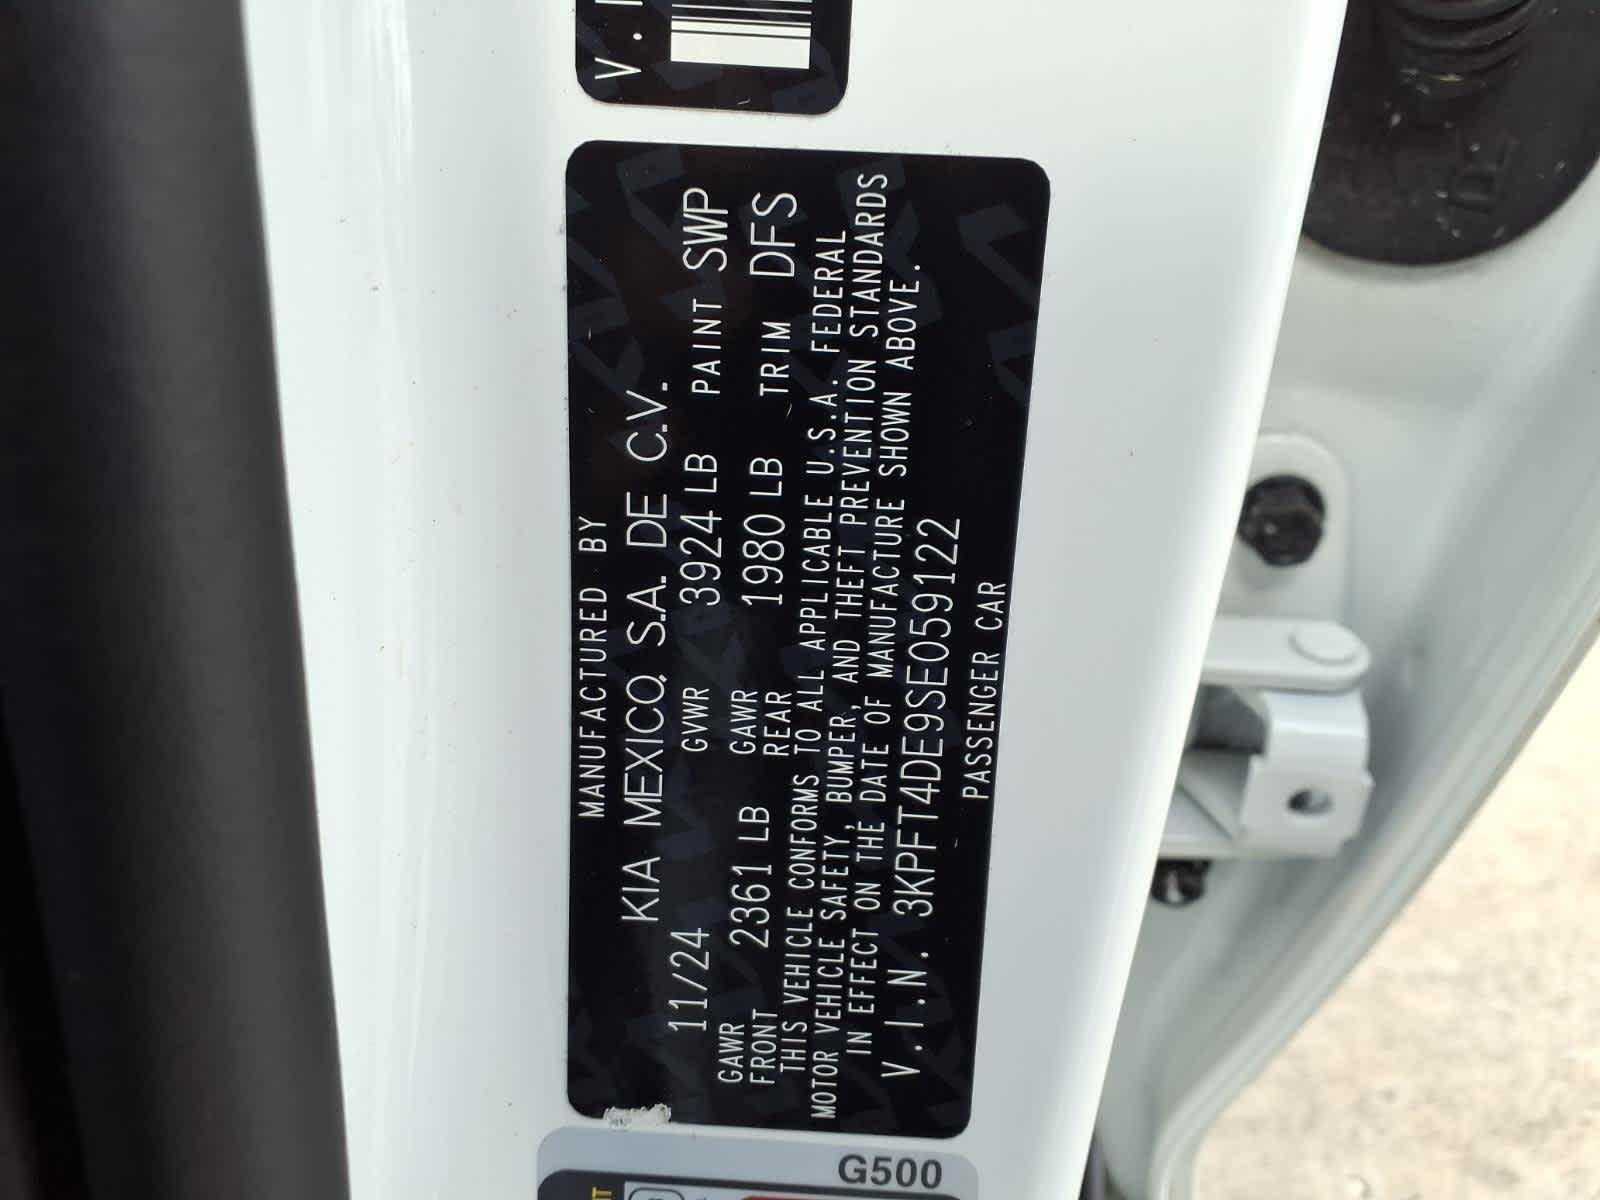 MANUFACTURED BY
KIA MEXICO, S.A. DE C.V.
11/24 GVWR 3924 LB PAINT SWP
GAWR FRONT 2361 LB GAWR REAR 1980 LB TRIM DFS
THIS VEHICLE CONFORMS TO ALL APPLICABLE U.S.A. FEDERAL
MOTOR VEHICLE SAFETY, BUMPER, AND THEFT PREVENTION STANDARDS
IN EFFECT ON THE DATE OF MANUFACTURE SHOWN ABOVE.
V.I.N. 3KPFT4DE9SE059122
PASSENGER CAR
G500